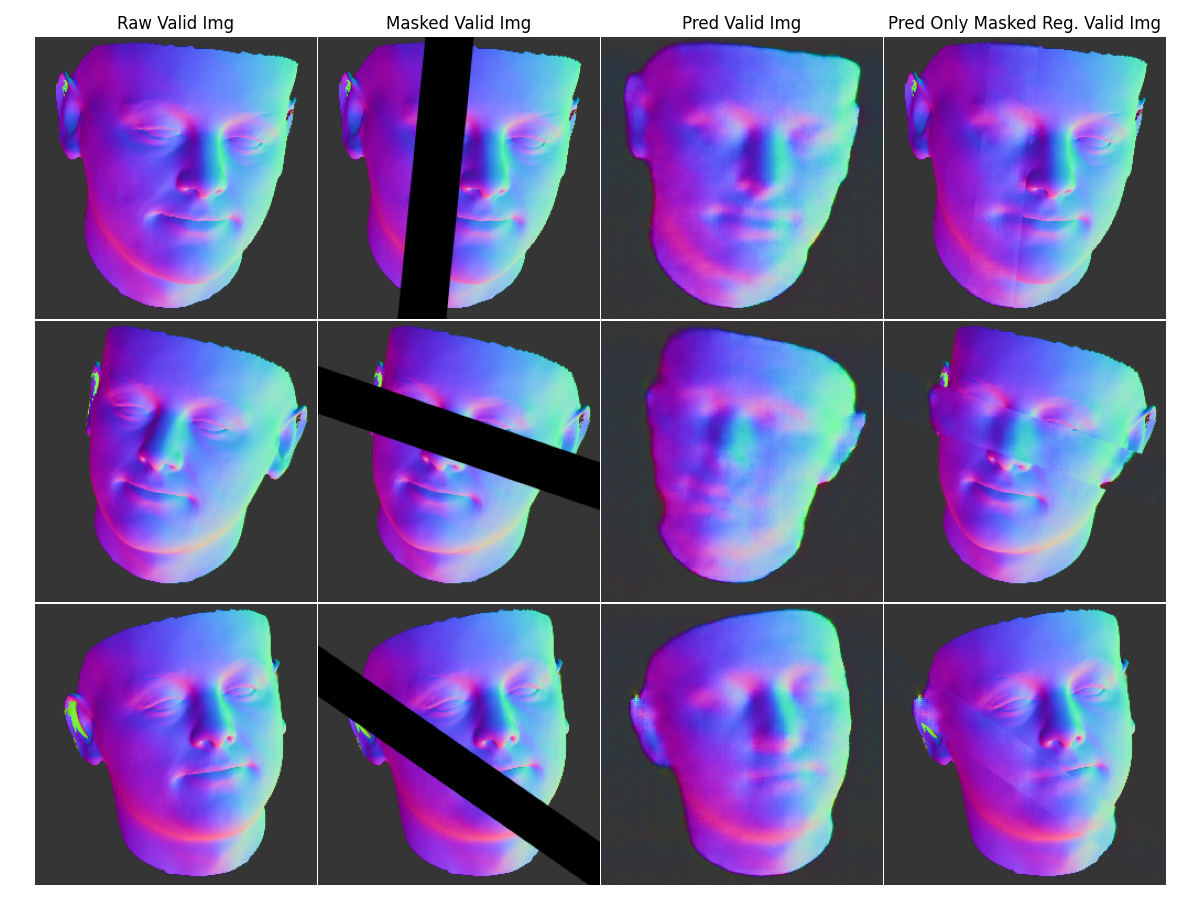 Raw Valid Img
Masked Valid Img
Pred Valid Img
Pred Only Masked Reg. Valid Img